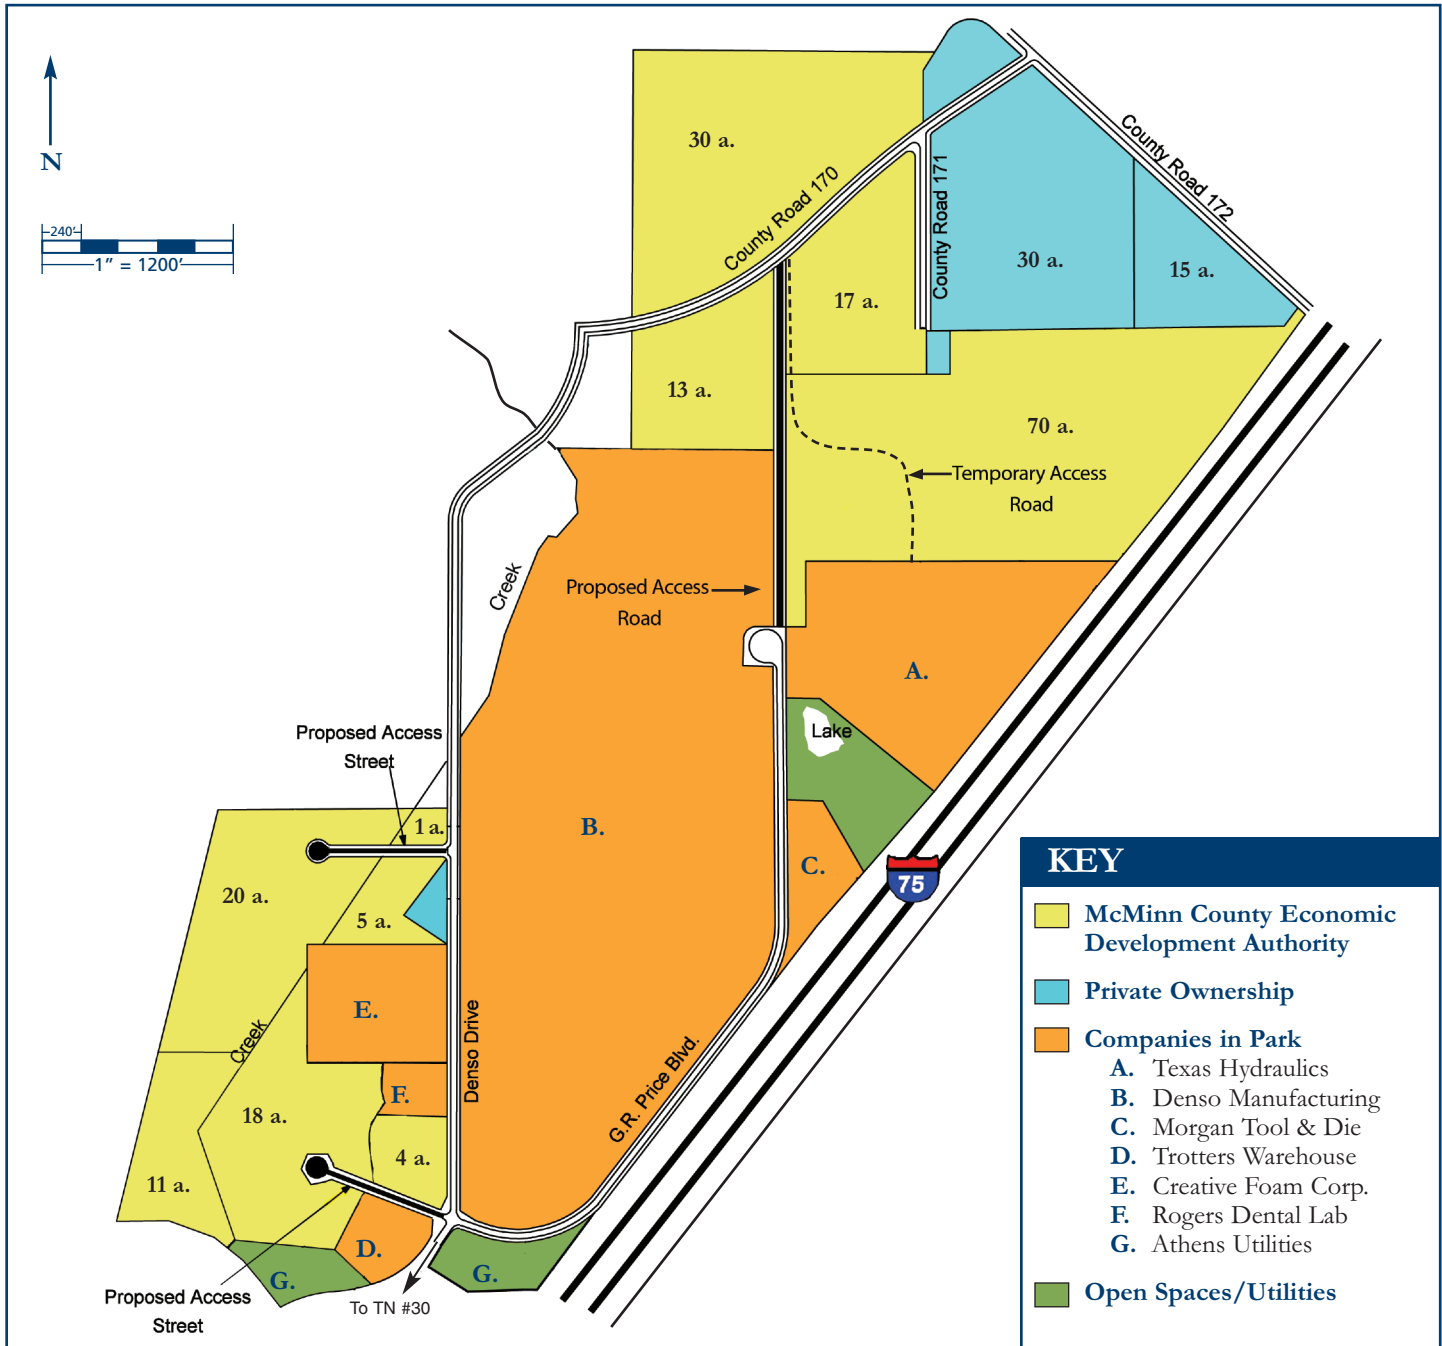 N
240'
1” = 1200'
30 a.
County Road 170
County Road 171
County Road 172
30 a.
15 a.
17 a.
13 a.
70 a.
Temporary Access
Road
Creek
Proposed Access
Road
A.
Lake
Proposed Access
Street
1 a.
B.
C.
75
20 a.
5 a.
E.
Creek
Denso Drive
F.
G.R. Price Blvd.
18 a.
4 a.
11 a.
D.
G.
G.
Proposed Access
Street
To TN #30
KEY
McMinn County Economic
Development Authority
Private Ownership
Companies in Park
A. Texas Hydraulics
B. Denso Manufacturing
C. Morgan Tool & Die
D. Trotters Warehouse
E. Creative Foam Corp.
F. Rogers Dental Lab
G. Athens Utilities
Open Spaces/Utilities